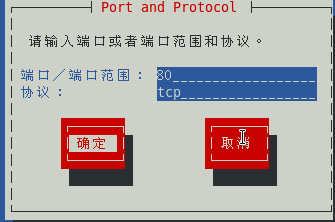 Port and Protocol
请输入端口或者端口范围和协议。
端口／端口范围： 80
协议： tcp
确定 取消